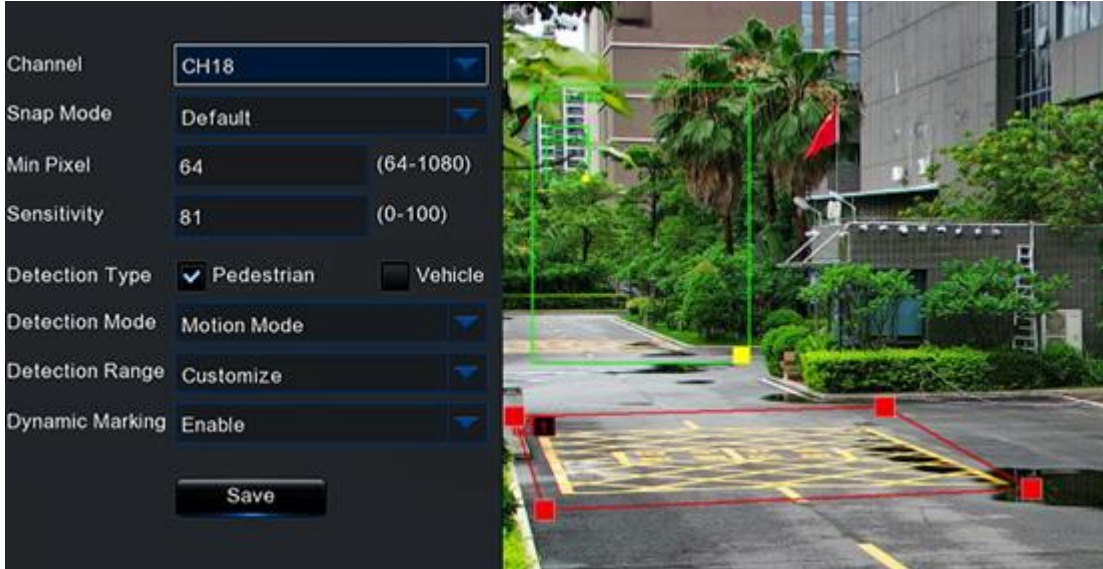 Channel
CH18
Snap Mode
Default
Min Pixel
64
(64-1080)
Sensitivity
81
(0-100)
Detection Type
Pedestrian
Vehicle
Detection Mode
Motion Mode
Detection Range
Customize
Dynamic Marking
Enable
Save
1